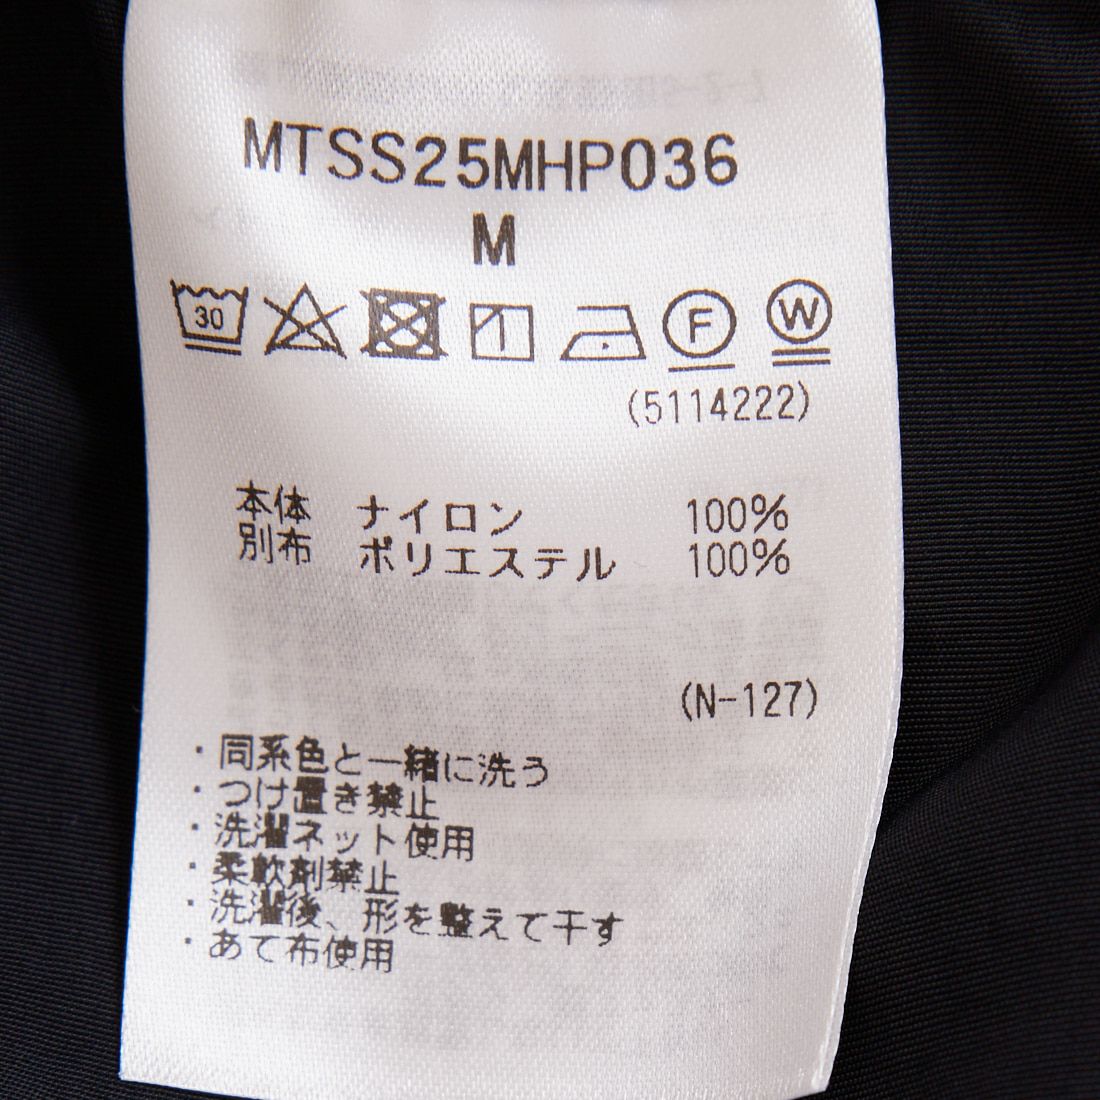 MTSS25MHP036
M
30 F W
(5114222)
本体 ナイロン 100%
別布 ポリエステル 100%
(N-127)
・同系色と一緒に洗う
・つけ置き禁止
・洗濯ネット使用
・柔軟剤禁止
・洗濯後、形を整えて干す
・あて布使用